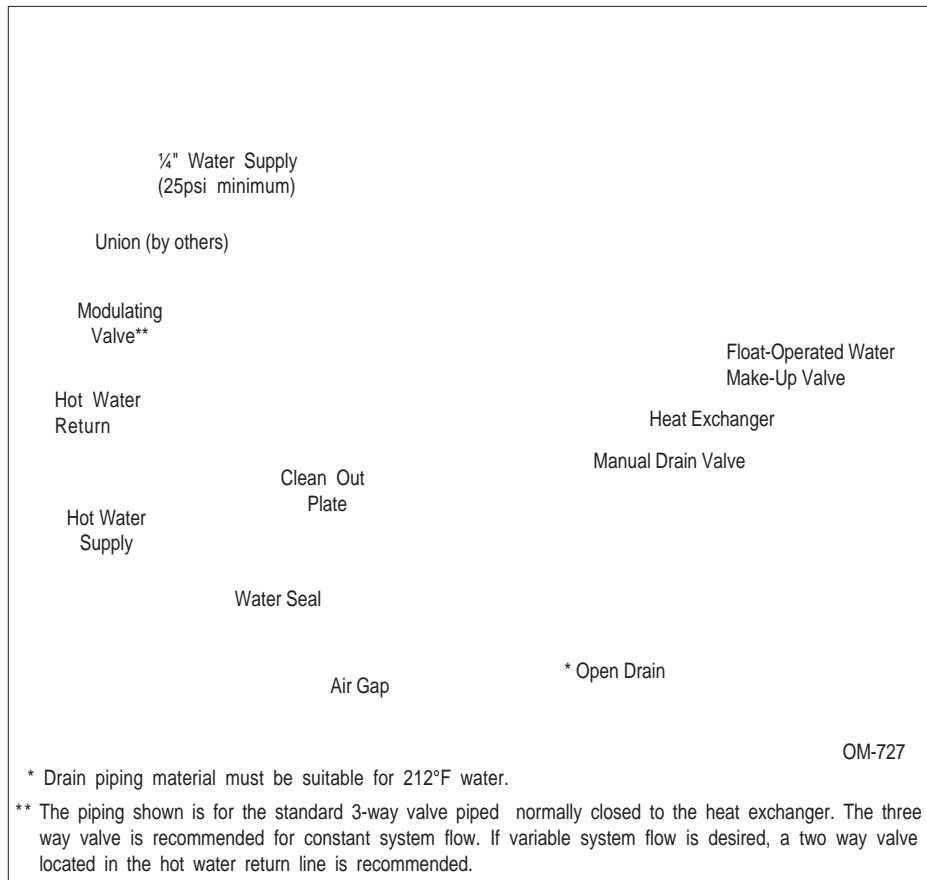 ¼" Water Supply
(25psi minimum)
Union (by others)
Modulating
Valve**
Float-Operated Water
Make-Up Valve
Hot Water
Return
Heat Exchanger
Manual Drain Valve
Clean Out
Plate
Hot Water
Supply
Water Seal
* Open Drain
Air Gap
OM-727
* Drain piping material must be suitable for 212°F water.
** The piping shown is for the standard 3-way valve piped normally closed to the heat exchanger. The three
way valve is recommended for constant system flow. If variable system flow is desired, a two way valve
located in the hot water return line is recommended.